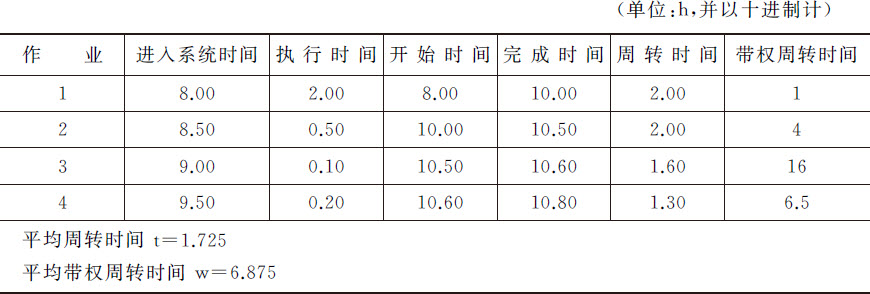 (单位:h,并以十进制计)
作 业 进入系统时间 执行时间 开始时间 完成时间 周转时间 带权周转时间
1 8.00 2.00 8.00 10.00 2.00 1
2 8.50 0.50 10.00 10.50 2.00 4
3 9.00 0.10 10.50 10.60 1.60 16
4 9.50 0.20 10.60 10.80 1.30 6.5
平均周转时间 t=1.725
平均带权周转时间 w=6.875